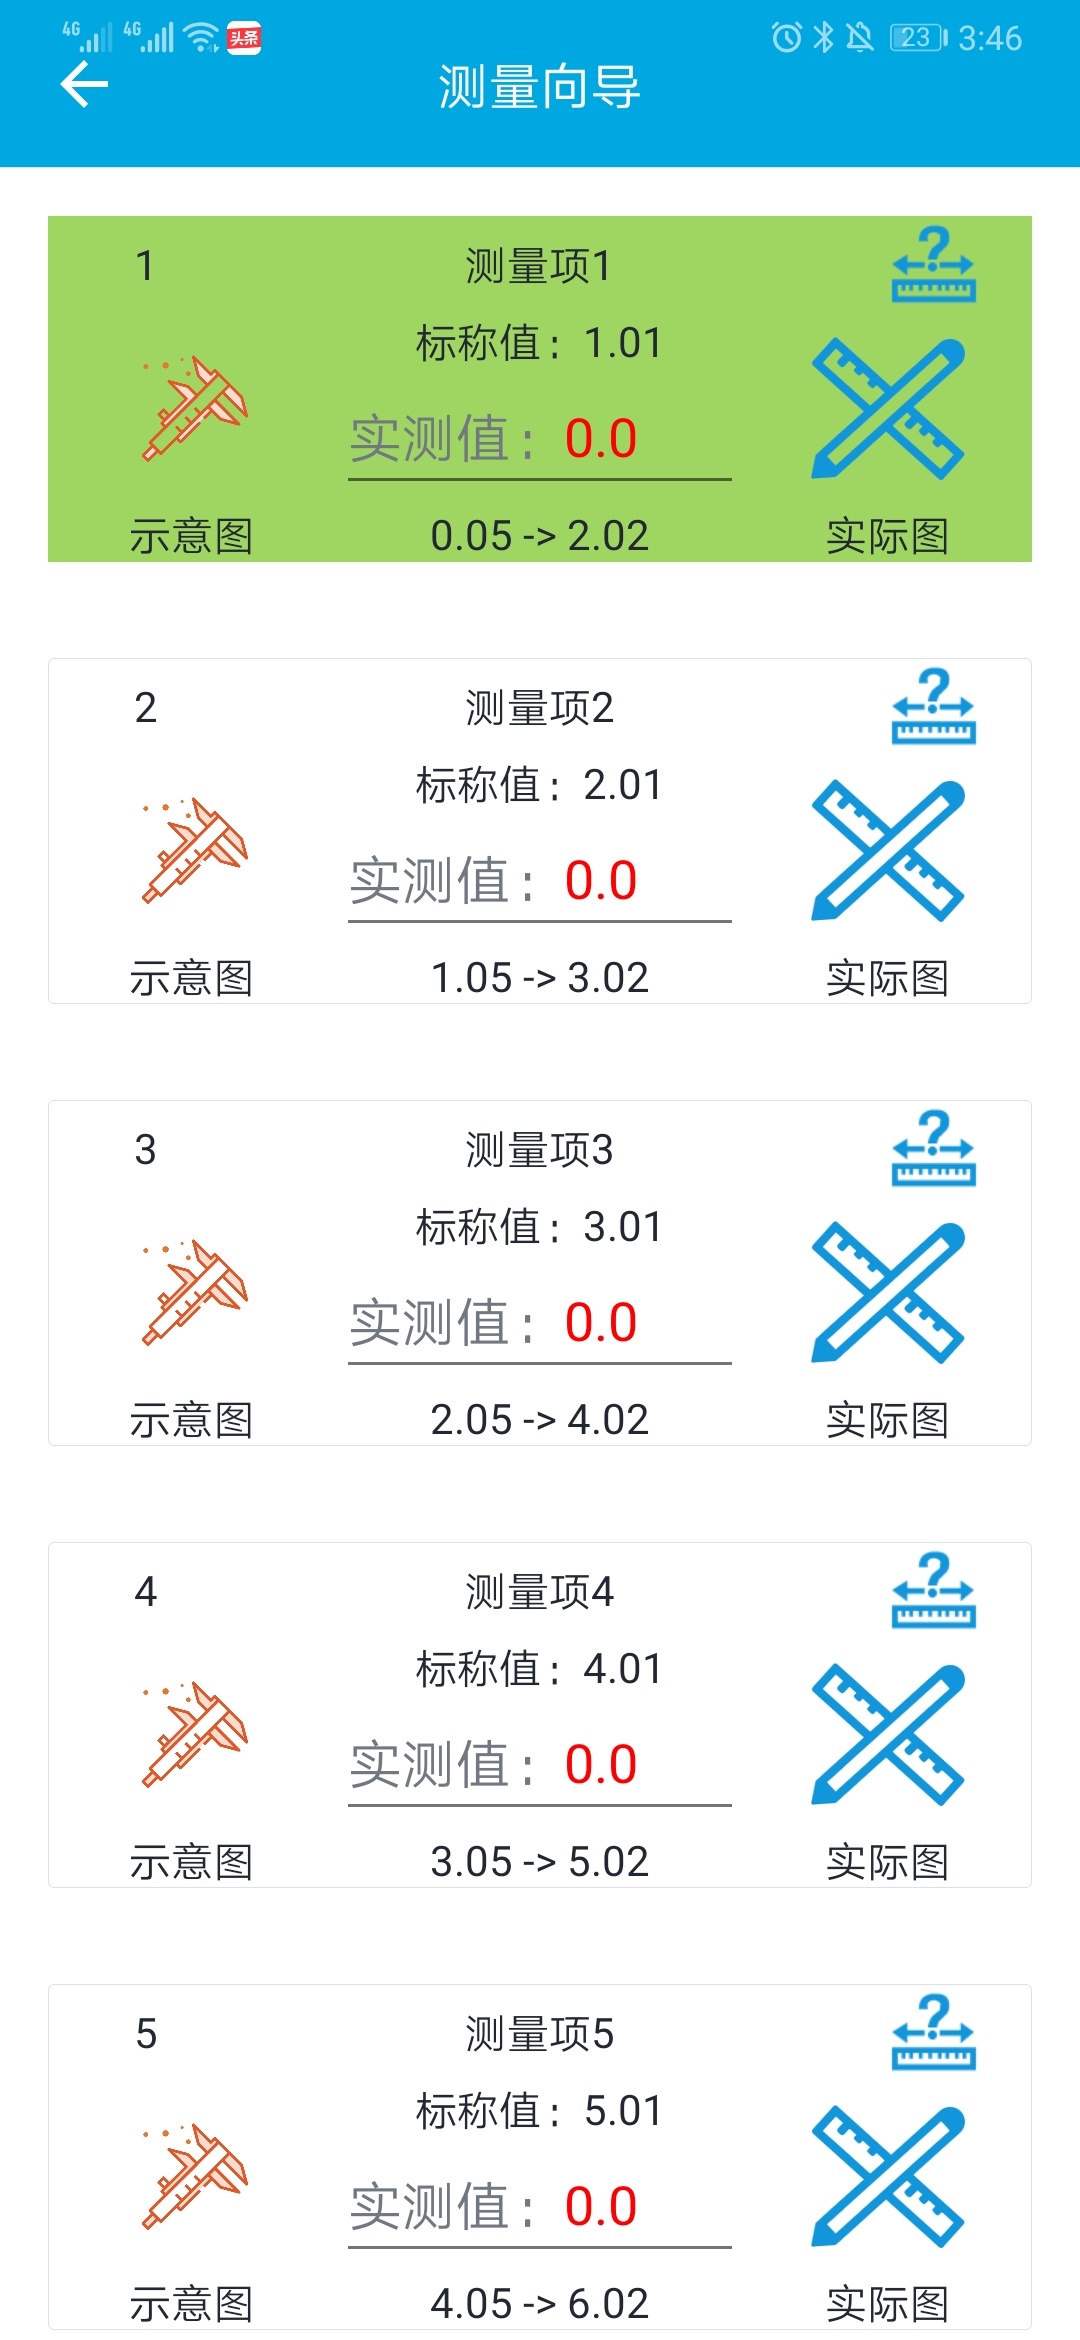 4G 4G 头条 23 3:46
测量向导
1 测量项1 ?
标称值: 1.01
实测值: 0.0
示意图 0.05 -> 2.02 实际图
2 测量项2 ?
标称值: 2.01
实测值: 0.0
示意图 1.05 -> 3.02 实际图
3 测量项3 ?
标称值: 3.01
实测值: 0.0
示意图 2.05 -> 4.02 实际图
4 测量项4 ?
标称值: 4.01
实测值: 0.0
示意图 3.05 -> 5.02 实际图
5 测量项5 ?
标称值: 5.01
实测值: 0.0
示意图 4.05 -> 6.02 实际图